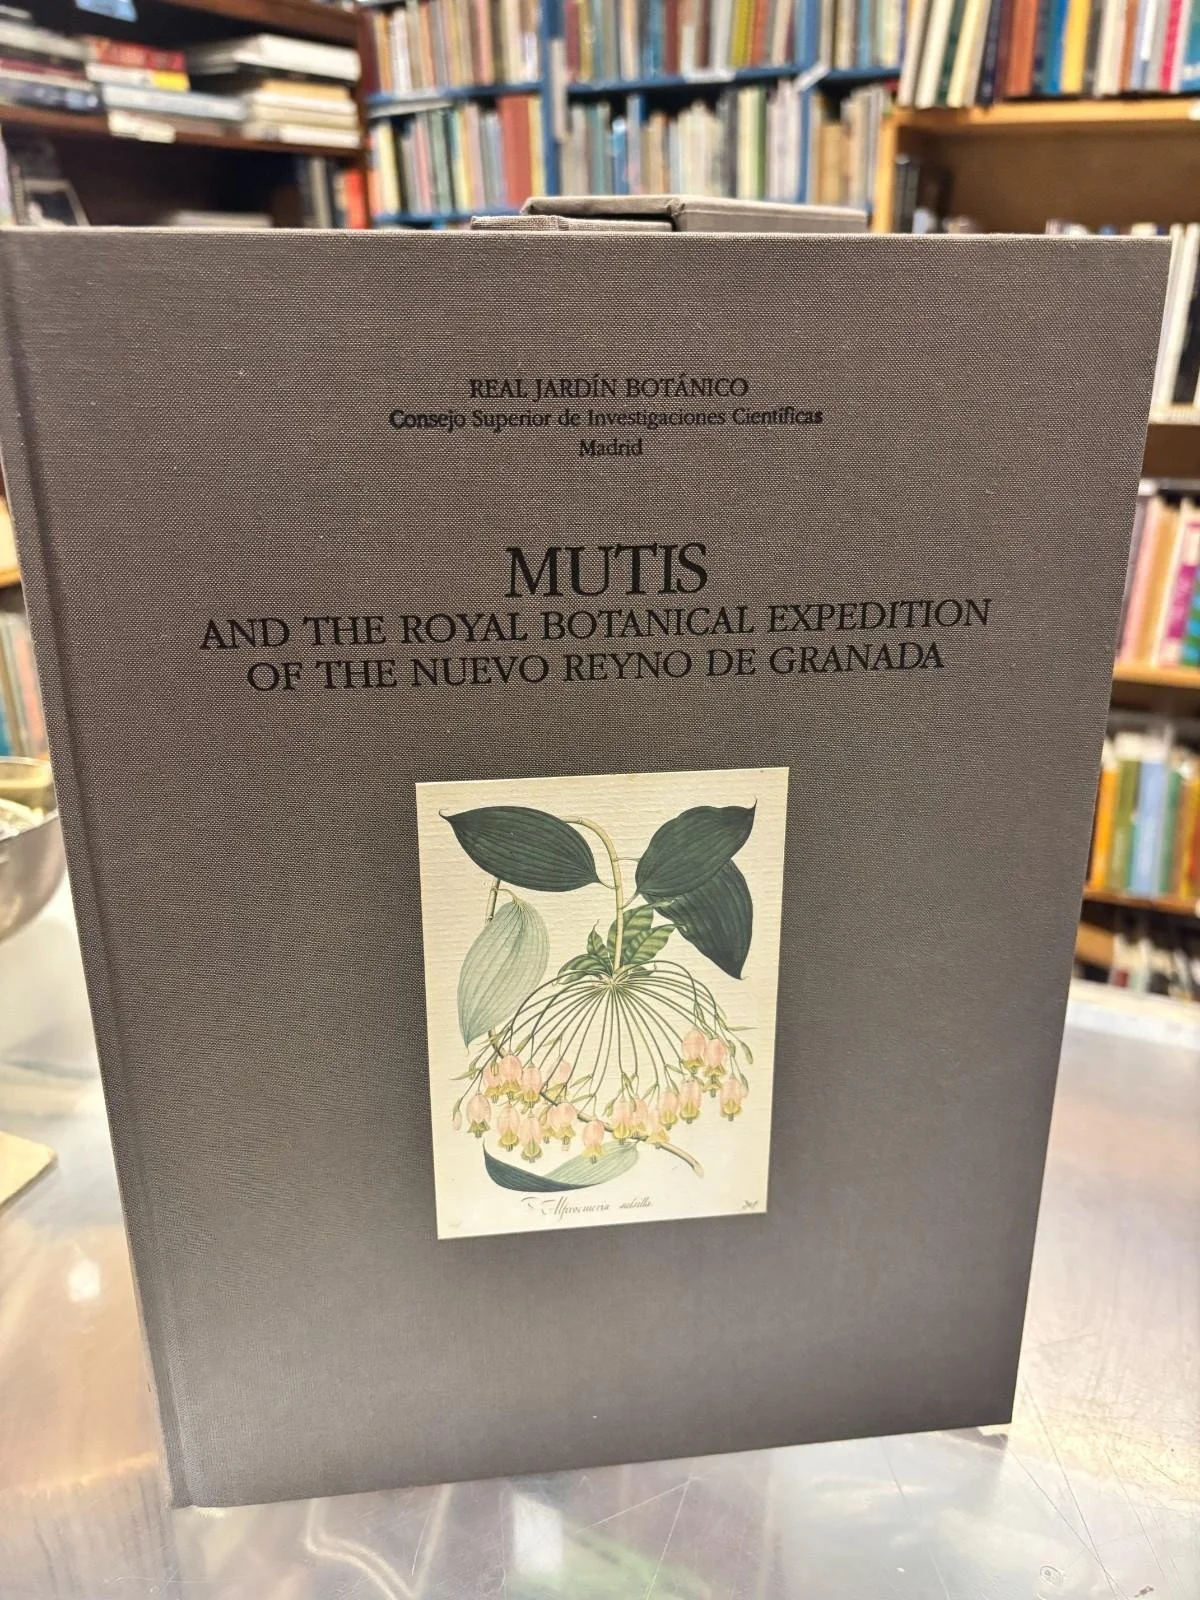 REAL JARDÍN BOTÁNICO
Consejo Superior de Investigaciones Científicas
Madrid
MUTIS
AND THE ROYAL BOTANICAL EXPEDITION
OF THE NUEVO REYNO DE GRANADA